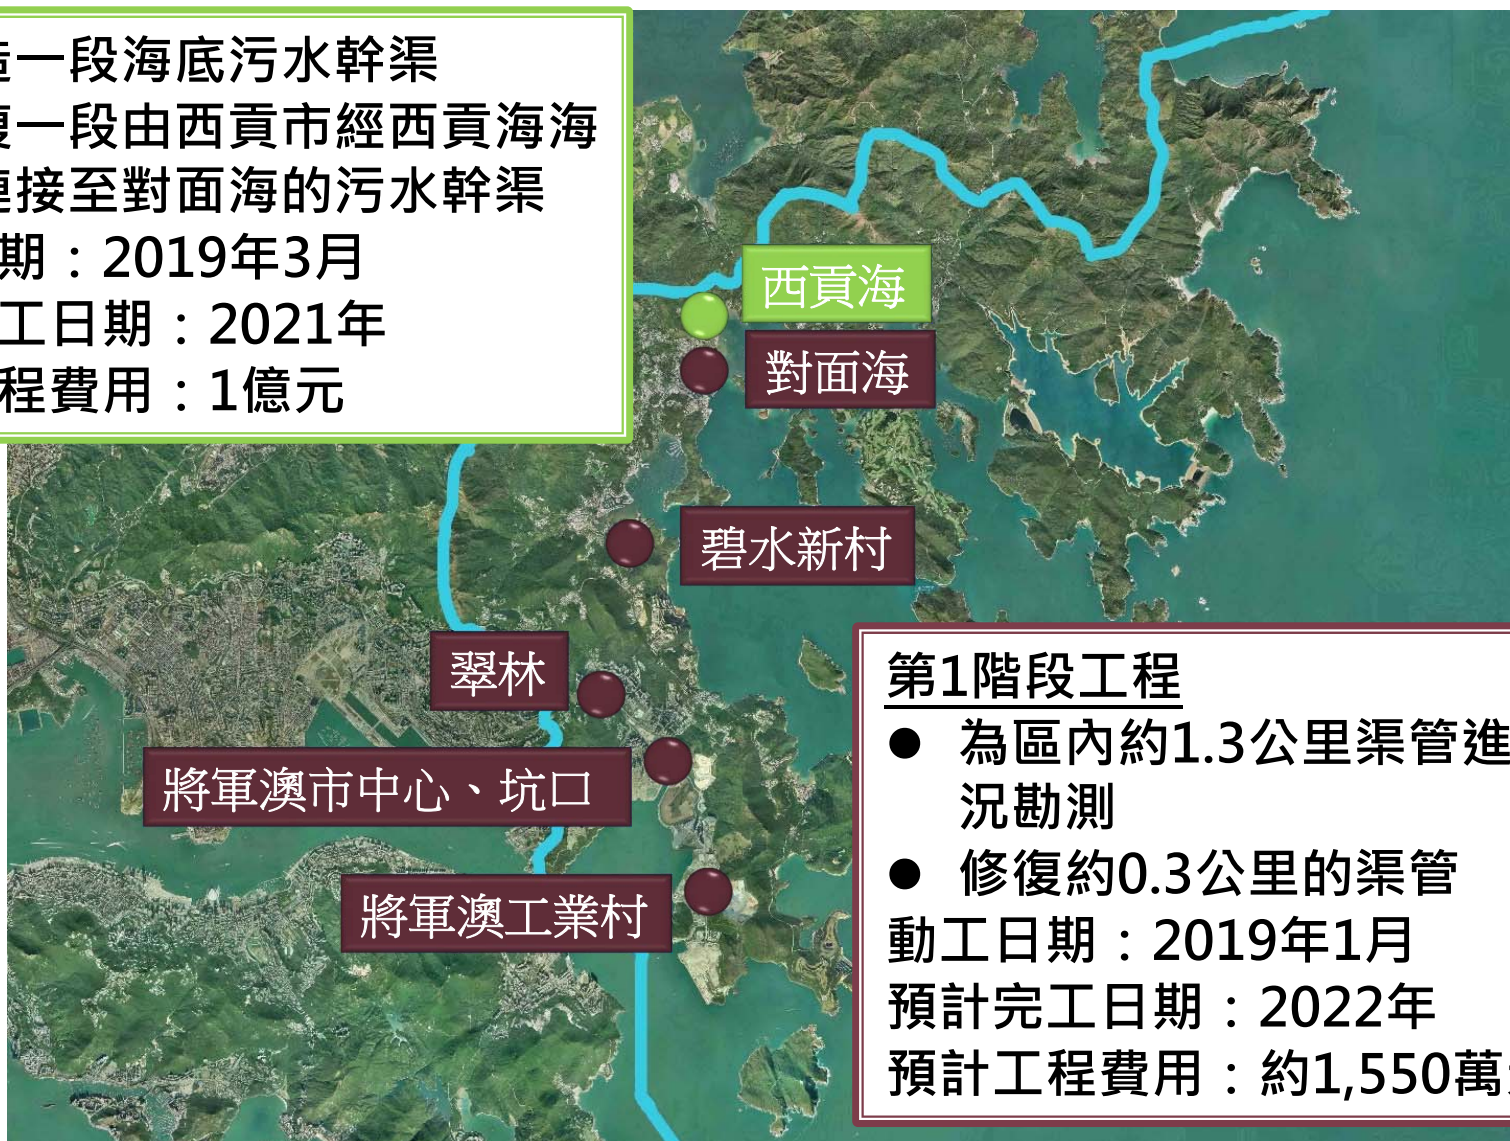 一段海底污水幹渠
一段由西貢市經西貢海海
接至對面海的污水幹渠
期：2019年3月
工日期：2021年
程費用：1億元
西貢海
對面海
碧水新村
翠林
將軍澳市中心、坑口
將軍澳工業村
第1階段工程
● 為區內約1.3公里渠管進
況勘測
● 修復約0.3公里的渠管
動工日期：2019年1月
預計完工日期：2022年
預計工程費用：約1,550萬